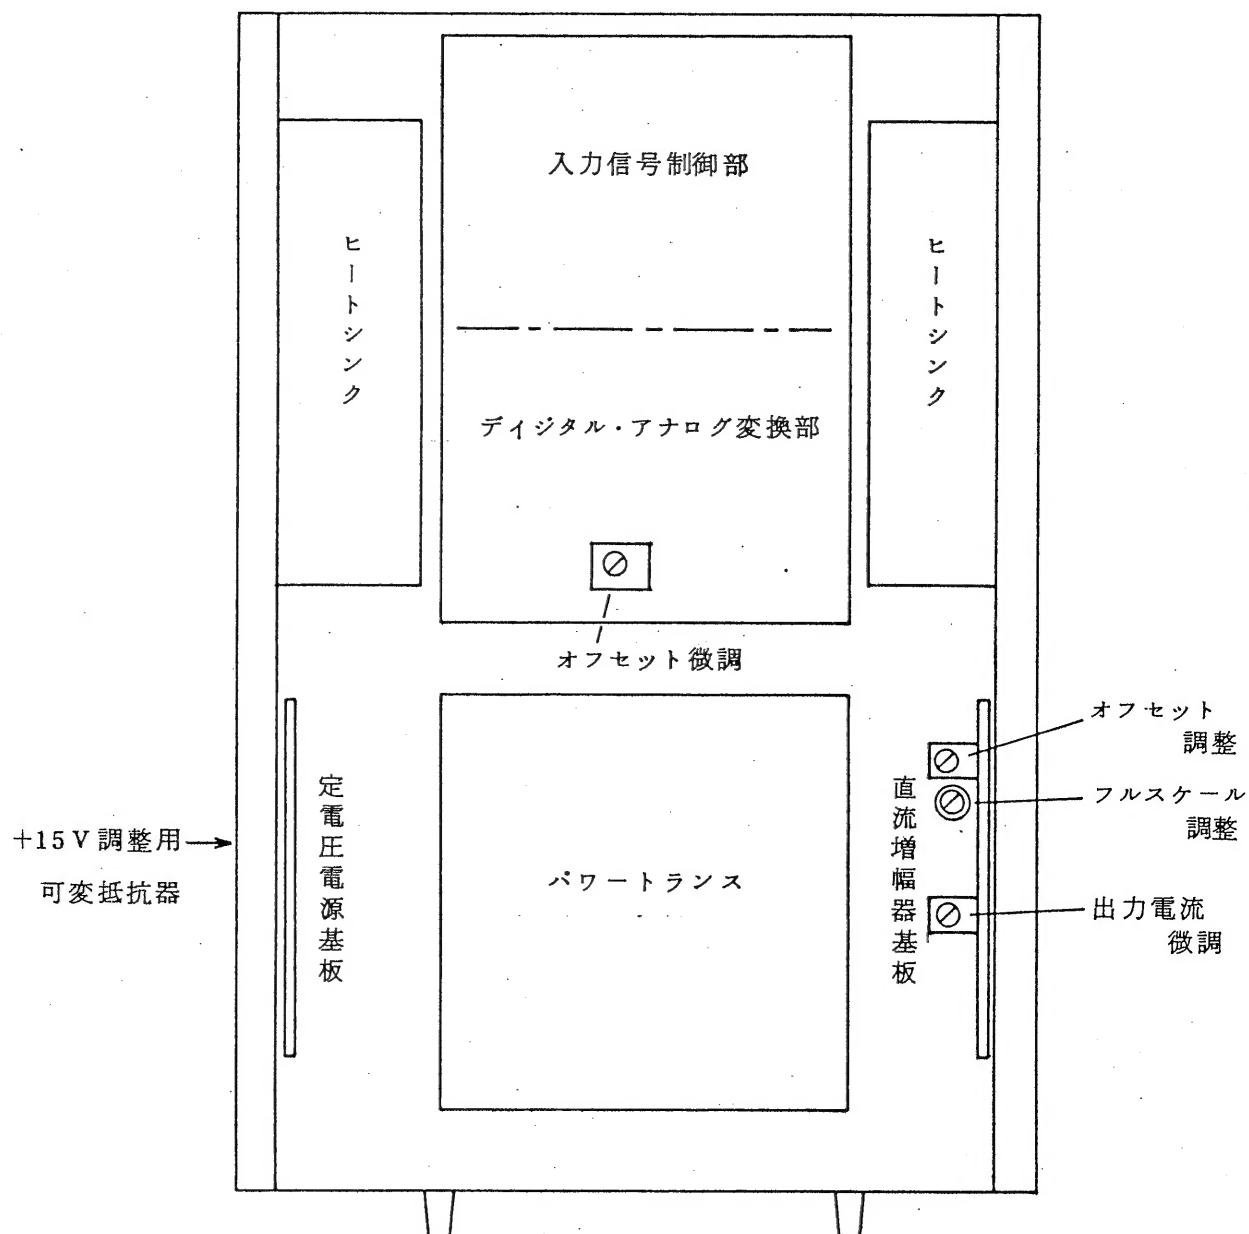 入力信号制御部
ヒートシンク
ヒートシンク
ディジタル・アナログ変換部
オフセット微調
オフセット
調整
フルスケール
調整
+15V調整用
可変抵抗器
定電圧電源基板
パワートランス
直流増幅器基板
出力電流
微調